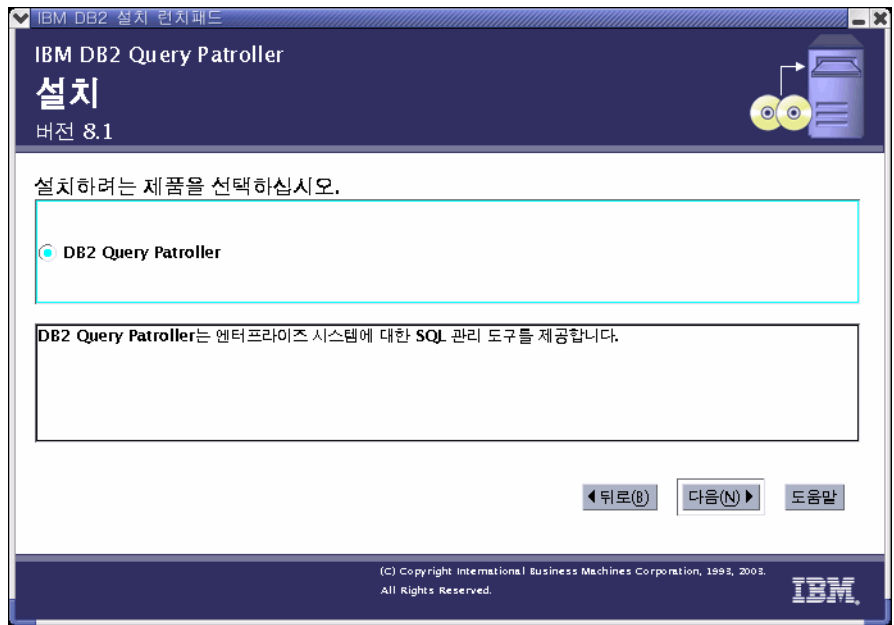 IBM DB2 설치 런치패드
IBM DB2 Query Patroller
설치
버전 8.1
설치하려는 제품을 선택하십시오.
DB2 Query Patroller
DB2 Query Patroller는 엔터프라이즈 시스템에 대한 SQL 관리 도구를 제공합니다.
뒤로(B) 다음(N) 도움말
(C) Copyright International Business Machines Corporation, 1993, 2003.
All Rights Reserved.
IBM.